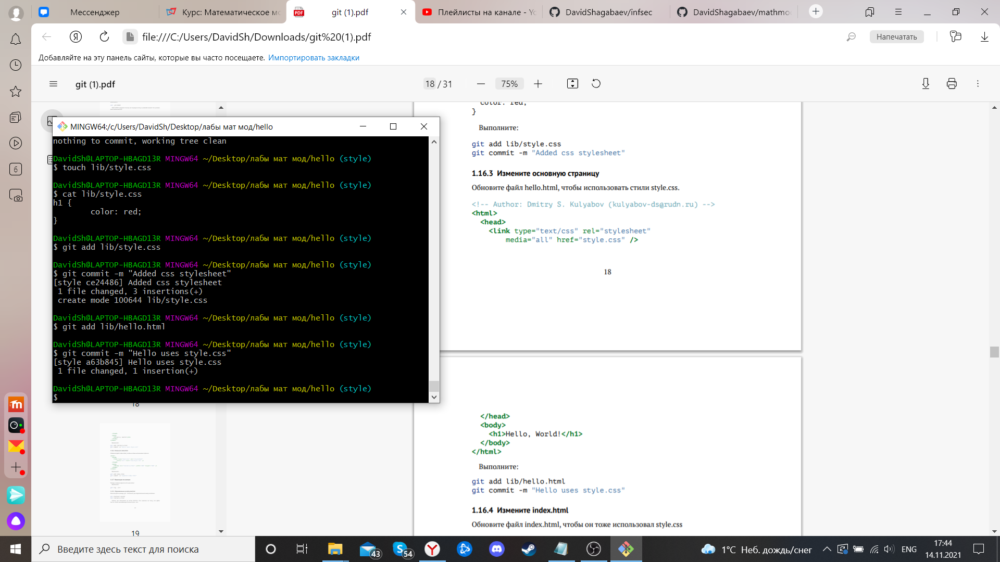 Мессенджер
Курс: Математическое мо
git (1).pdf
Плейлисты на канале - Yo
DavidShagabaev/infsec
DavidShagabaev/mathmo
file:///C:/Users/DavidSh/Downloads/git%20(1).pdf
Напечатать
Добавляйте на эту панель сайты, которые вы часто посещаете. Импортировать закладки
git (1).pdf
18 / 31
75%
MINGW64:/c/Users/DavidSh/Desktop/лабы мат мод/hello
nothing to commit, working tree clean
DavidSh@LAPTOP-HBAGD13R MINGW64 ~/Desktop/лабы мат мод/hello (style)
$ touch lib/style.css
DavidSh@LAPTOP-HBAGD13R MINGW64 ~/Desktop/лабы мат мод/hello (style)
$ cat lib/style.css
h1 {
color: red;
}
DavidSh@LAPTOP-HBAGD13R MINGW64 ~/Desktop/лабы мат мод/hello (style)
$ git add lib/style.css
DavidSh@LAPTOP-HBAGD13R MINGW64 ~/Desktop/лабы мат мод/hello (style)
$ git commit -m "Added css stylesheet"
[style ce24486] Added css stylesheet
1 file changed, 3 insertions(+)
create mode 100644 lib/style.css
DavidSh@LAPTOP-HBAGD13R MINGW64 ~/Desktop/лабы мат мод/hello (style)
$ git add lib/hello.html
DavidSh@LAPTOP-HBAGD13R MINGW64 ~/Desktop/лабы мат мод/hello (style)
$ git commit -m "Hello uses style.css"
[style a63b845] Hello uses style.css
1 file changed, 1 insertion(+)
DavidSh@LAPTOP-HBAGD13R MINGW64 ~/Desktop/лабы мат мод/hello (style)
$
18
19
color: red;
}
Выполните:
git add lib/style.css
git commit -m "Added css stylesheet"
1.16.3 Измените основную страницу
Обновите файл hello.html, чтобы использовать стили style.css.
<!-- Author: Dmitry S. Kulyabov (kulyabov-ds@rudn.ru) -->
<html>
<head>
<link type="text/css" rel="stylesheet"
media="all" href="style.css" />
18
</head>
<body>
<h1>Hello, World!</h1>
</body>
</html>
Выполните:
git add lib/hello.html
git commit -m "Hello uses style.css"
1.16.4 Измените index.html
Обновите файл index.html, чтобы он тоже использовал style.css
6
Введите здесь текст для поиска
43
54
1°C Неб. дождь/снег
ENG
17:44
14.11.2021